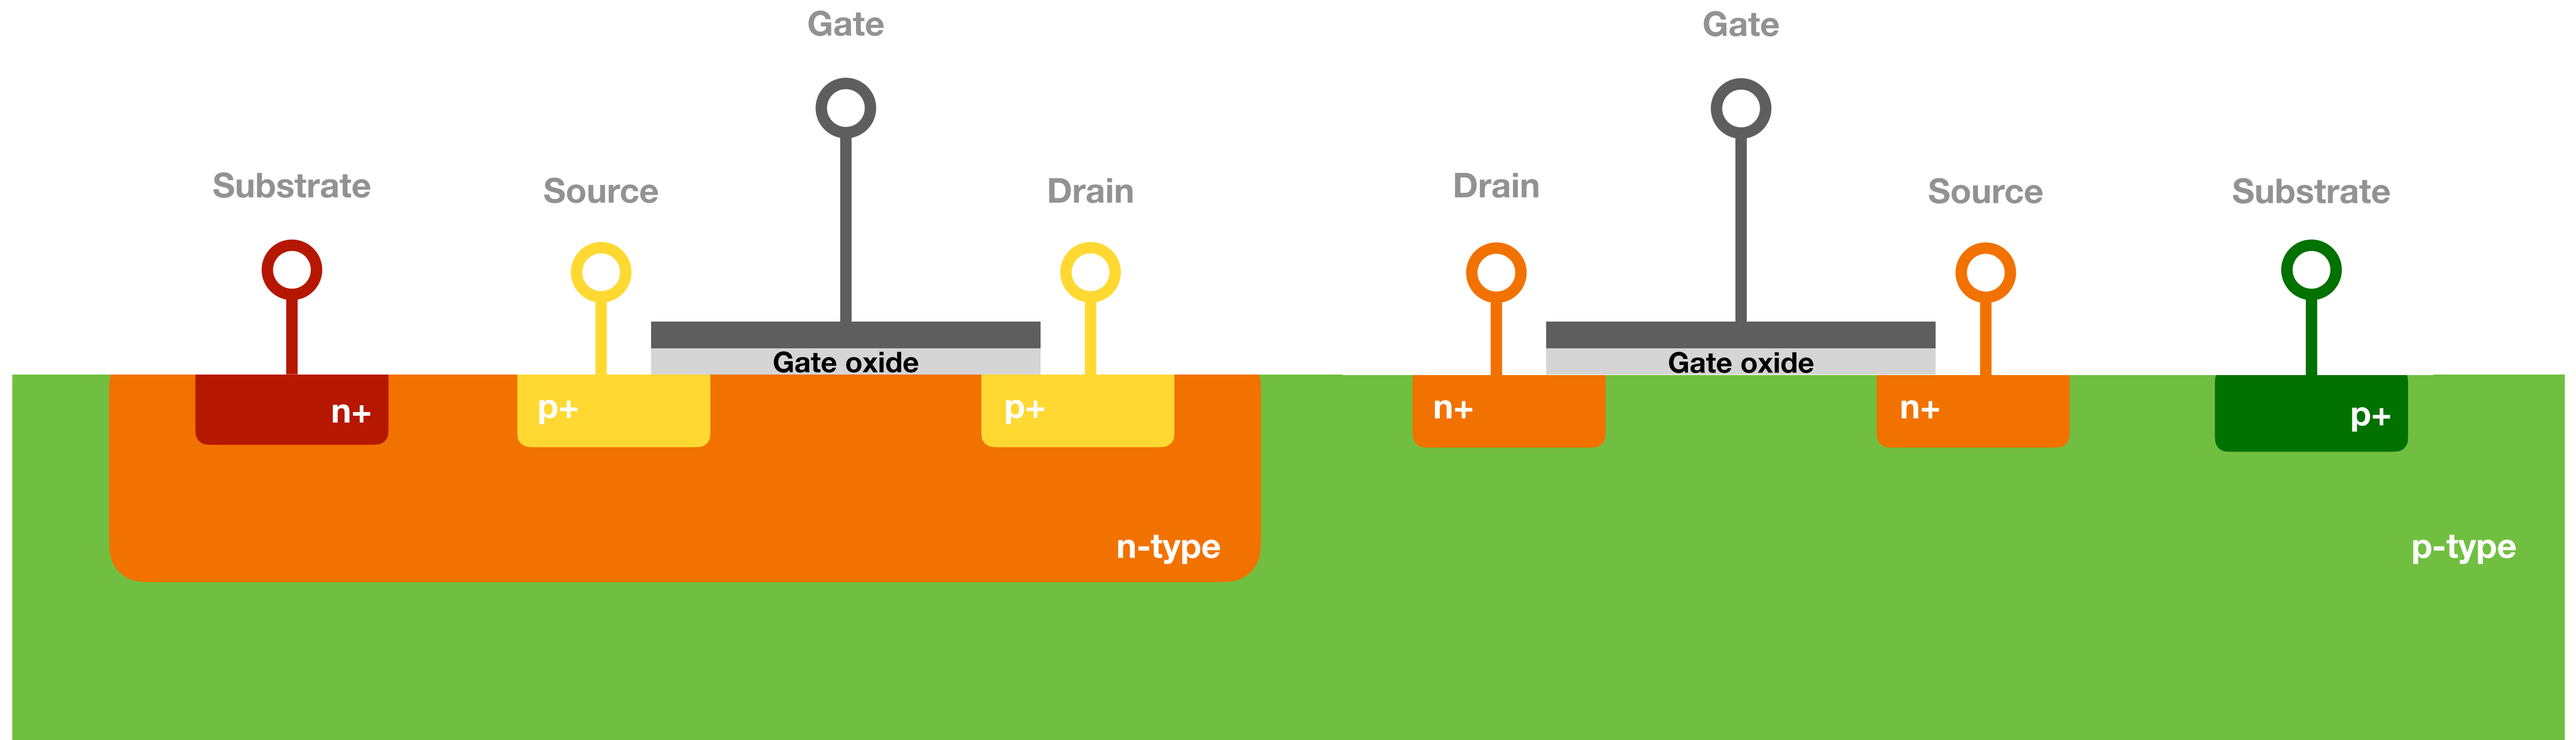 Gate
Gate
Substrate
Source
Drain
Drain
Source
Substrate
Gate oxide
Gate oxide
n+
p+
p+
n+
n+
p+
n-type
p-type